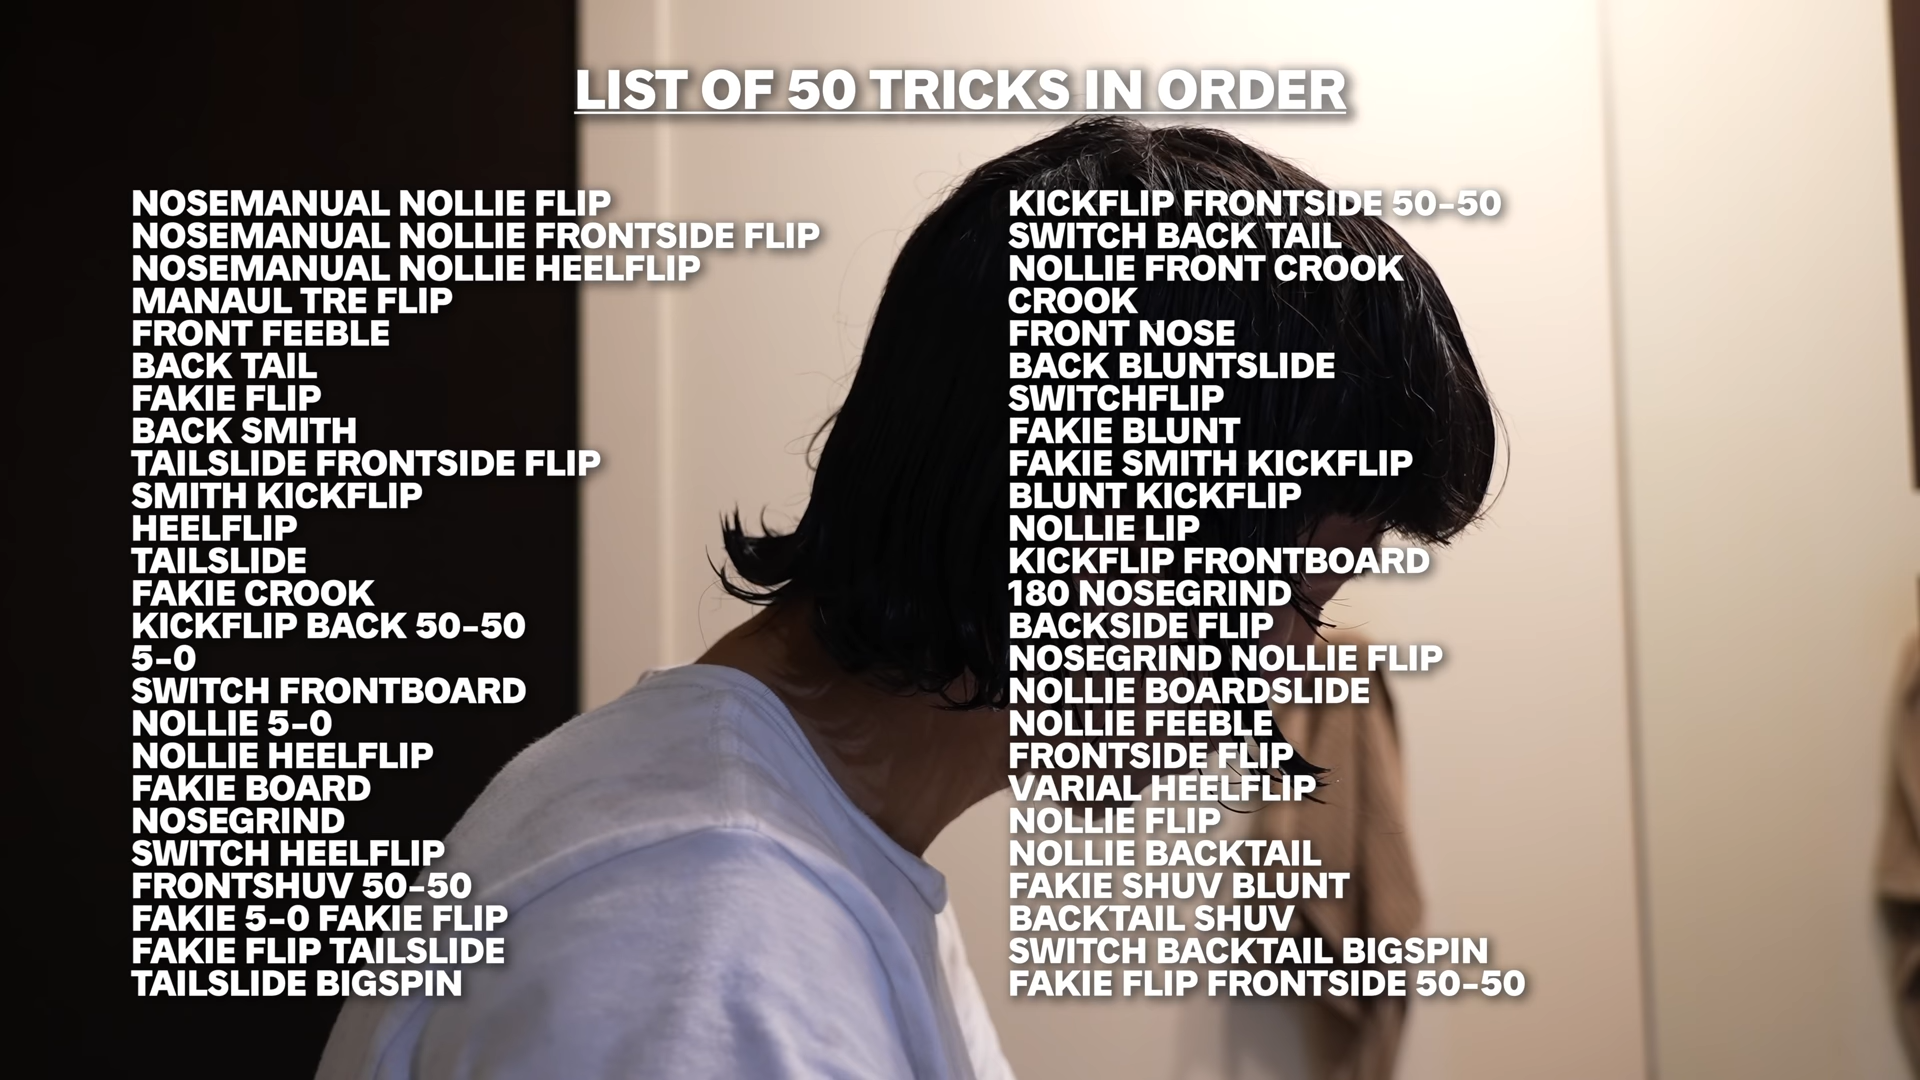 LIST OF 50 TRICKS IN ORDER
NOSEMANUAL NOLLIE FLIP
NOSEMANUAL NOLLIE FRONTSIDE FLIP
NOSEMANUAL NOLLIE HEELFLIP
MANAUL TRE FLIP
FRONT FEEBLE
BACK TAIL
FAKIE FLIP
BACK SMITH
TAILSLIDE FRONTSIDE FLIP
SMITH KICKFLIP
HEELFLIP
TAILSLIDE
FAKIE CROOK
KICKFLIP BACK 50-50
5-0
SWITCH FRONTBOARD
NOLLIE 5-0
NOLLIE HEELFLIP
FAKIE BOARD
NOSEGRIND
SWITCH HEELFLIP
FRONTSHUV 50-50
FAKIE 5-0 FAKIE FLIP
FAKIE FLIP TAILSLIDE
TAILSLIDE BIGSPIN
KICKFLIP FRONTSIDE 50-50
SWITCH BACK TAIL
NOLLIE FRONT CROOK
CROOK
FRONT NOSE
BACK BLUNTSLIDE
SWITCHFLIP
FAKIE BLUNT
FAKIE SMITH KICKFLIP
BLUNT KICKFLIP
NOLLIE LIP
KICKFLIP FRONTBOARD
180 NOSEGRIND
BACKSIDE FLIP
NOSEGRIND NOLLIE FLIP
NOLLIE BOARDSLIDE
NOLLIE FEEBLE
FRONTSIDE FLIP
VARIAL HEELFLIP
NOLLIE FLIP
NOLLIE BACKTAIL
FAKIE SHUV BLUNT
BACKTAIL SHUV
SWITCH BACKTAIL BIGSPIN
FAKIE FLIP FRONTSIDE 50-50